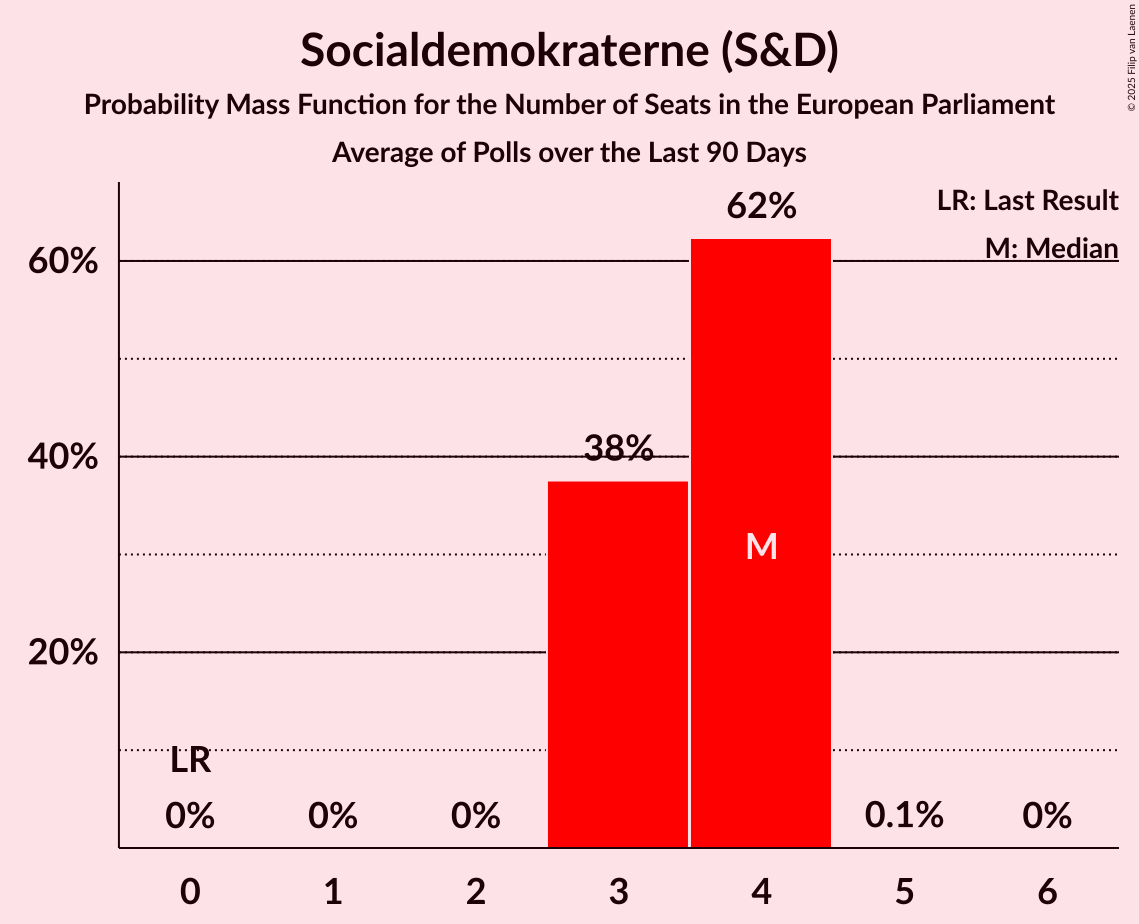 Socialdemokraterne (S&D)
Probability Mass Function for the Number of Seats in the European Parliament
Average of Polls over the Last 90 Days
© 2025 Filip van Laenen
LR: Last Result
M: Median
62%
60%
38%
40%
M
20%
LR
0%
0%
0%
0.1%
0%
0
1
2
3
4
5
6